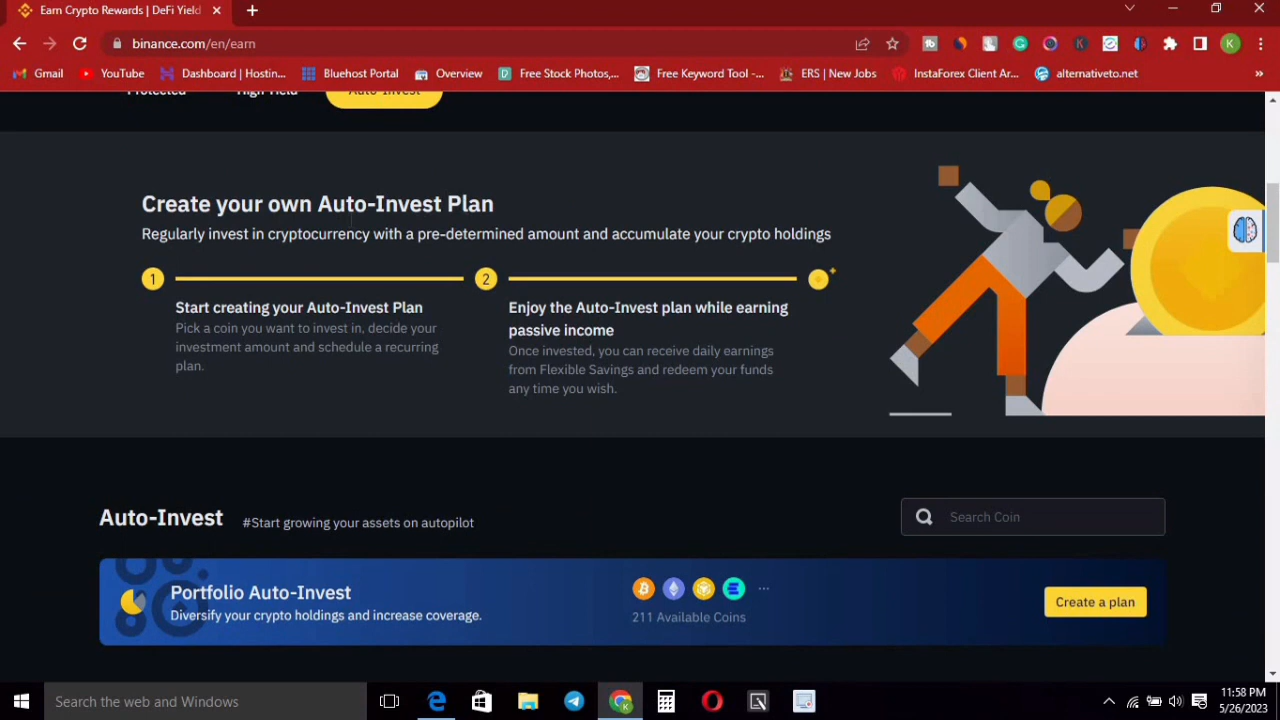 Earn Crypto Rewards | DeFi Yield
binance.com/en/earn
K
Gmail
YouTube
Dashboard | Hostin...
Bluehost Portal
Overview
Free Stock Photos,...
Free Keyword Tool -...
ERS | New Jobs
InstaForex Client Ar...
alternativeto.net
»
Protected
High Yield
Auto-Invest
Create your own Auto-Invest Plan
Regularly invest in cryptocurrency with a pre-determined amount and accumulate your crypto holdings
1
2
Start creating your Auto-Invest Plan
Pick a coin you want to invest in, decide your
investment amount and schedule a recurring
plan.
Enjoy the Auto-Invest plan while earning
passive income
Once invested, you can receive daily earnings
from Flexible Savings and redeem your funds
any time you wish.
Auto-Invest #Start growing your assets on autopilot
Search Coin
Portfolio Auto-Invest
Diversify your crypto holdings and increase coverage.
...
211 Available Coins
Create a plan
Search the web and Windows
11:58 PM
5/26/2023